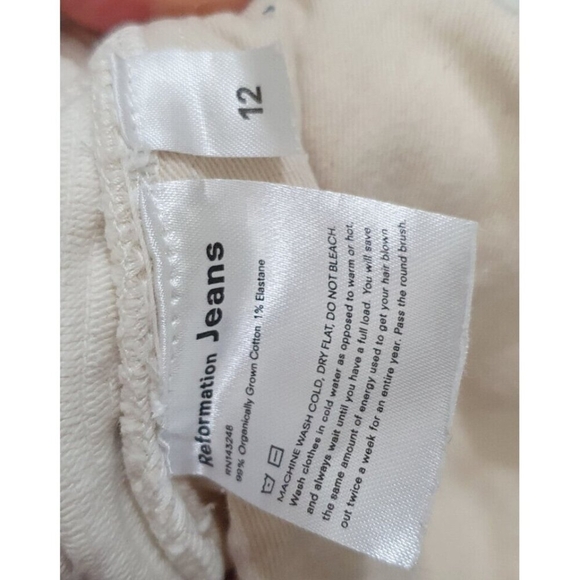 12
Reformation Jeans
RN143248
99% Organically Grown Cotton 1% Elastane
MACHINE WASH COLD, DRY FLAT, DO NOT BLEACH.
Wash clothes in cold water as opposed to warm or hot,
and always wait until you have a full load. You will save
the same amount of energy used to get your hair blown
out twice a week for an entire year. Pass the round brush.